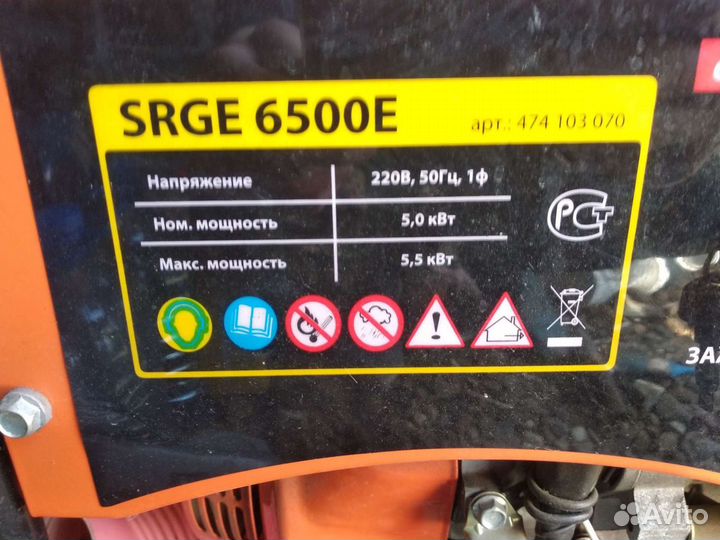 SRGE 6500E арт.: 474 103 070
Напряжение 220В, 50Гц, 1ф
Ном. мощность 5,0 кВт
Макс. мощность 5,5 кВт
РСТ
Avito